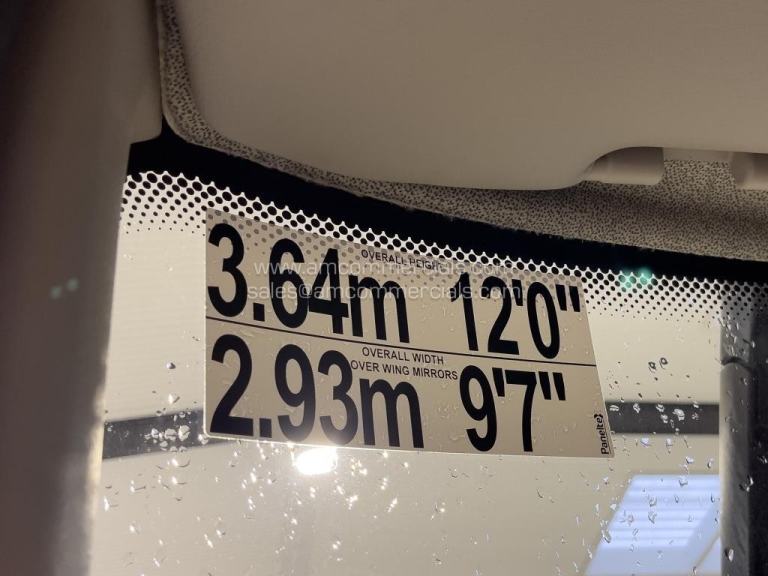 OVERALL HEIGHT
3.64m 12'0"
www.amcommercials.com
sales@amcommercials.com
OVERALL WIDTH
OVER WING MIRRORS
2.93m 9'7"
Paneltex